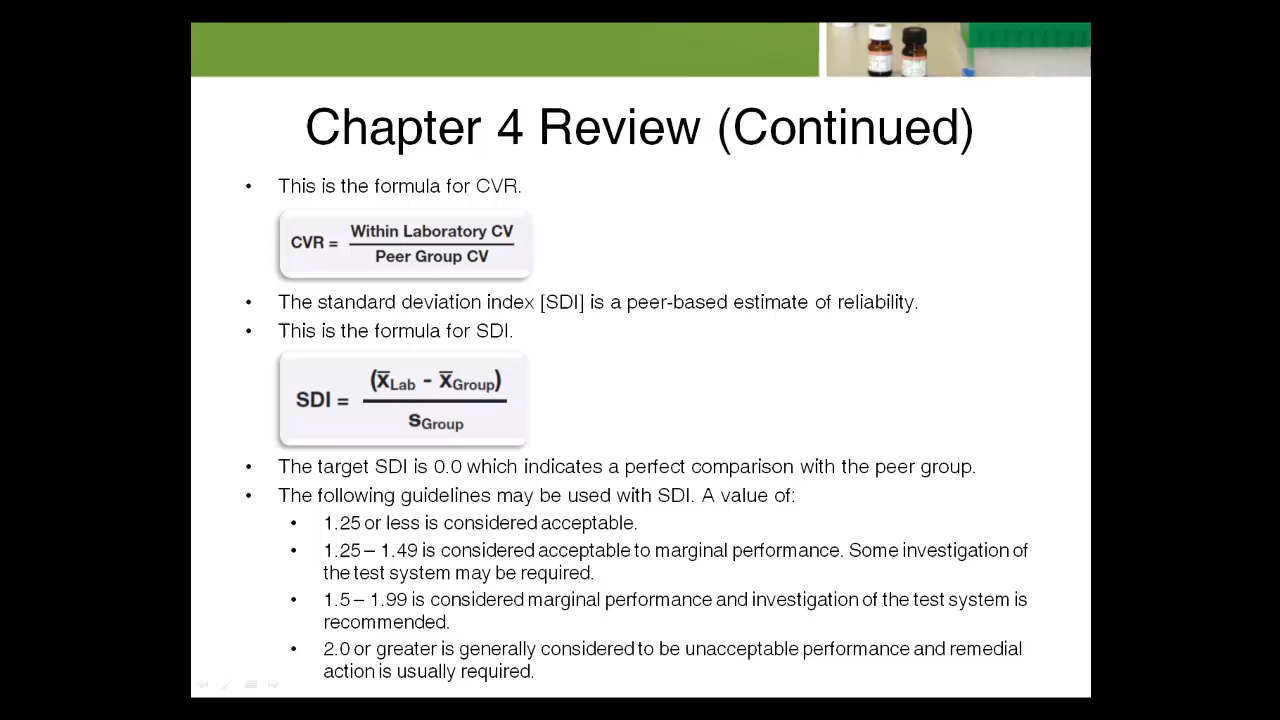 Chapter 4 Review (Continued)
• This is the formula for CVR.
CVR = Within Laboratory CV
Peer Group CV
• The standard deviation index [SDI] is a peer-based estimate of reliability.
• This is the formula for SDI.
SDI = (x̅Lab - x̅Group)
sGroup
• The target SDI is 0.0 which indicates a perfect comparison with the peer group.
• The following guidelines may be used with SDI. A value of:
• 1.25 or less is considered acceptable.
• 1.25 – 1.49 is considered acceptable to marginal performance. Some investigation of
the test system may be required.
• 1.5 – 1.99 is considered marginal performance and investigation of the test system is
recommended.
• 2.0 or greater is generally considered to be unacceptable performance and remedial
action is usually required.